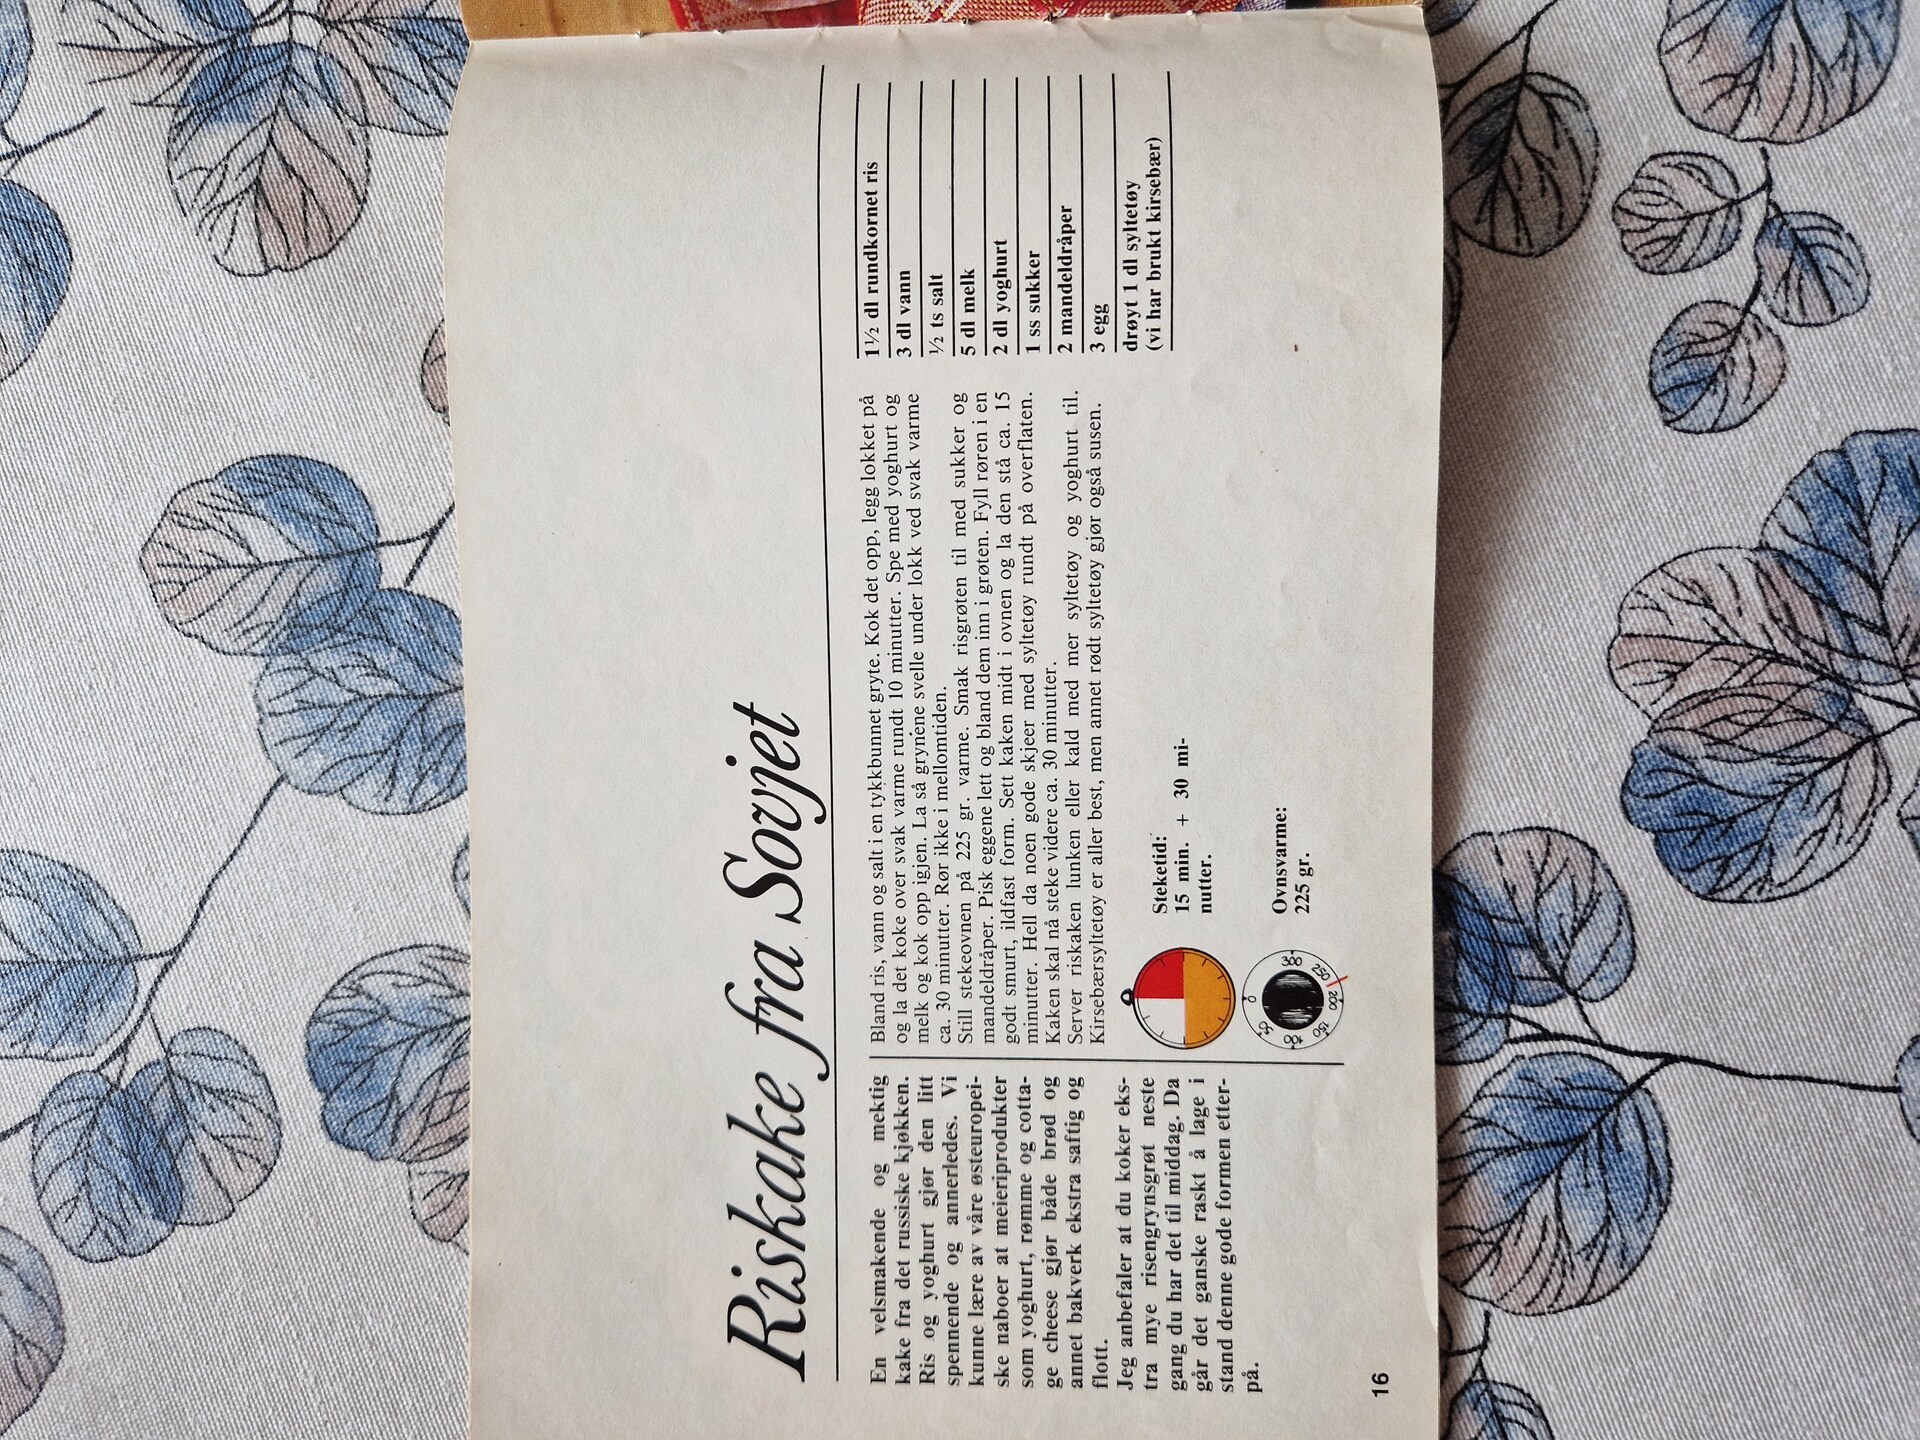 Riskake fra Sovjet
En velsmakende og mektig
kake fra det russiske kjøkken.
Ris og yoghurt gjør den litt
spennende og annerledes. Vi
kunne lære av våre østeuropei-
ske naboer at meieriprodukter
som yoghurt, rømme og cotta-
ge cheese gjør både brød og
annet bakverk ekstra saftig og
flott.
Jeg anbefaler at du koker eks-
tra mye risengrynsgrøt neste
gang du har det til middag. Da
går det ganske raskt å lage i
stand denne gode formen etter-
på.
Bland ris, vann og salt i en tykkbunnet gryte. Kok det opp, legg lokket på
og la det koke over svak varme rundt 10 minutter. Spe med yoghurt og
melk og kok opp igjen. La så grynene svelle under lokk ved svak varme
ca. 30 minutter. Rør ikke i mellomtiden.
Still stekeovnen på 225 gr. varme. Smak risgrøten til med sukker og
mandeldråper. Pisk eggene lett og bland dem inn i grøten. Fyll røren i en
godt smurt, ildfast form. Sett kaken midt i ovnen og la den stå ca. 15
minutter. Hell da noen gode skjeer med syltetøy rundt på overflaten.
Kaken skal nå steke videre ca. 30 minutter.
Server riskaken lunken eller kald med mer syltetøy og yoghurt til.
Kirsebærsyltetøy er aller best, men annet rødt syltetøy gjør også susen.
Steketid:
15 min. + 30 mi-
nutter.
0
50
100
150
200
250
300
Ovnsvarme:
225 gr.
1½ dl rundkornet ris
3 dl vann
½ ts salt
5 dl melk
2 dl yoghurt
1 ss sukker
2 mandeldråper
3 egg
drøyt 1 dl syltetøy
(vi har brukt kirsebær)
16